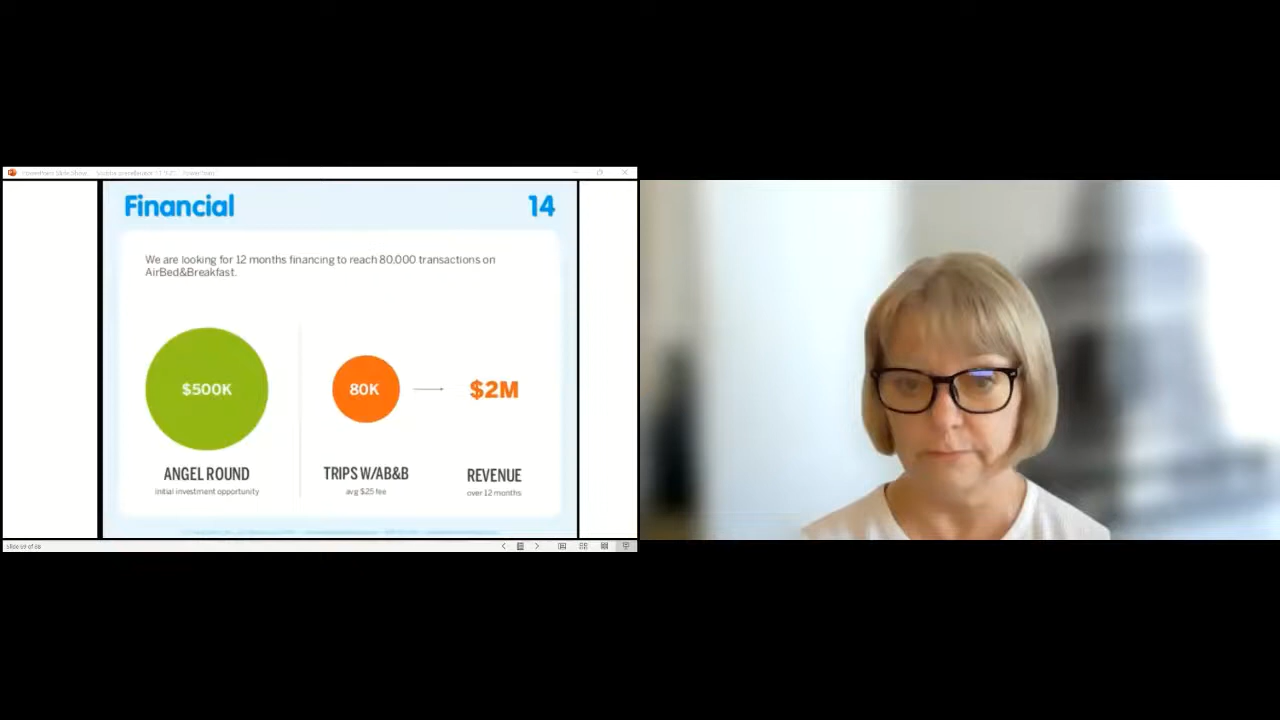 Financial
14
We are looking for 12 months financing to reach 80,000 transactions on
AirBed&Breakfast.
$500K
80K
$2M
ANGEL ROUND
TRIPS W/AB&B
REVENUE
initial investment opportunity
avg $25 fee
over 12 months